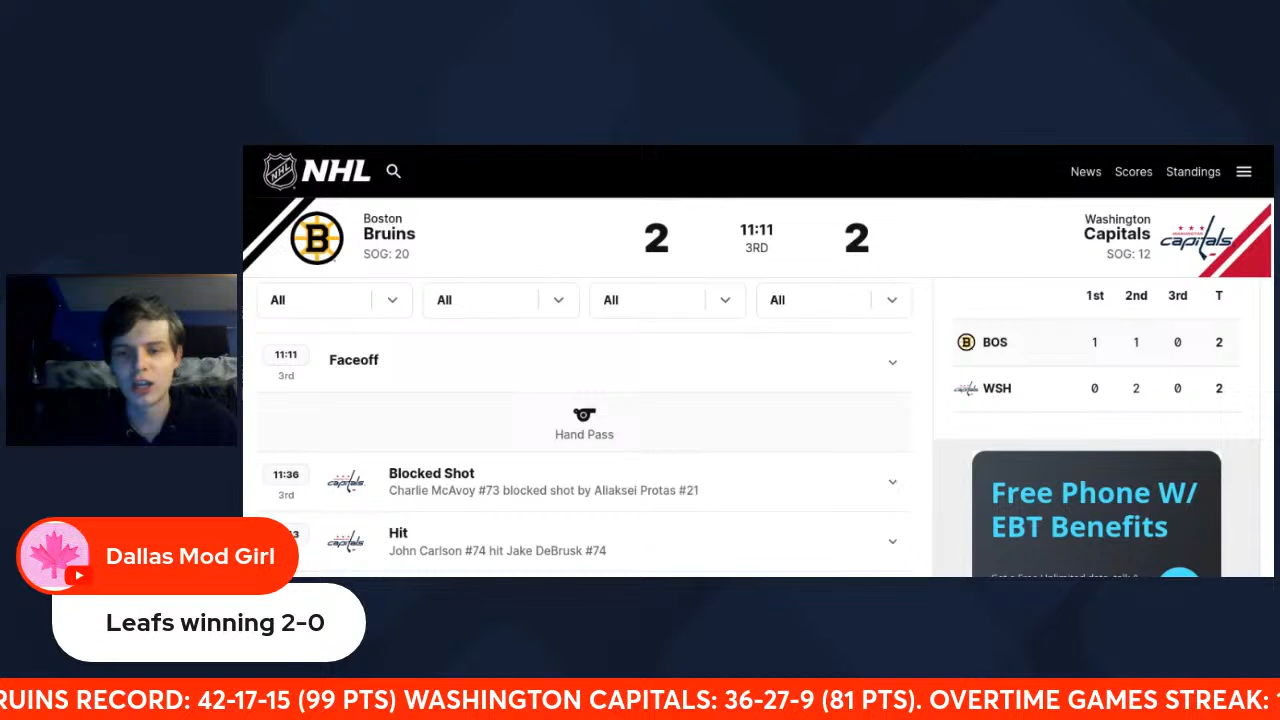 NHL
News Scores Standings
Boston
Bruins
SOG: 20
2
11:11
3RD
2
Washington
Capitals
SOG: 12
capitals
All
All
All
All
11:11
3rd
Faceoff
Hand Pass
11:36
3rd
capitals
Blocked Shot
Charlie McAvoy #73 blocked shot by Aliaksei Protas #21
capitals
Hit
John Carlson #74 hit Jake DeBrusk #74
1st 2nd 3rd T
B BOS 1 1 0 2
WSH 0 2 0 2
Free Phone W/
EBT Benefits
Dallas Mod Girl
Leafs winning 2-0
RUINS RECORD: 42-17-15 (99 PTS) WASHINGTON CAPITALS: 36-27-9 (81 PTS). OVERTIME GAMES STREAK: